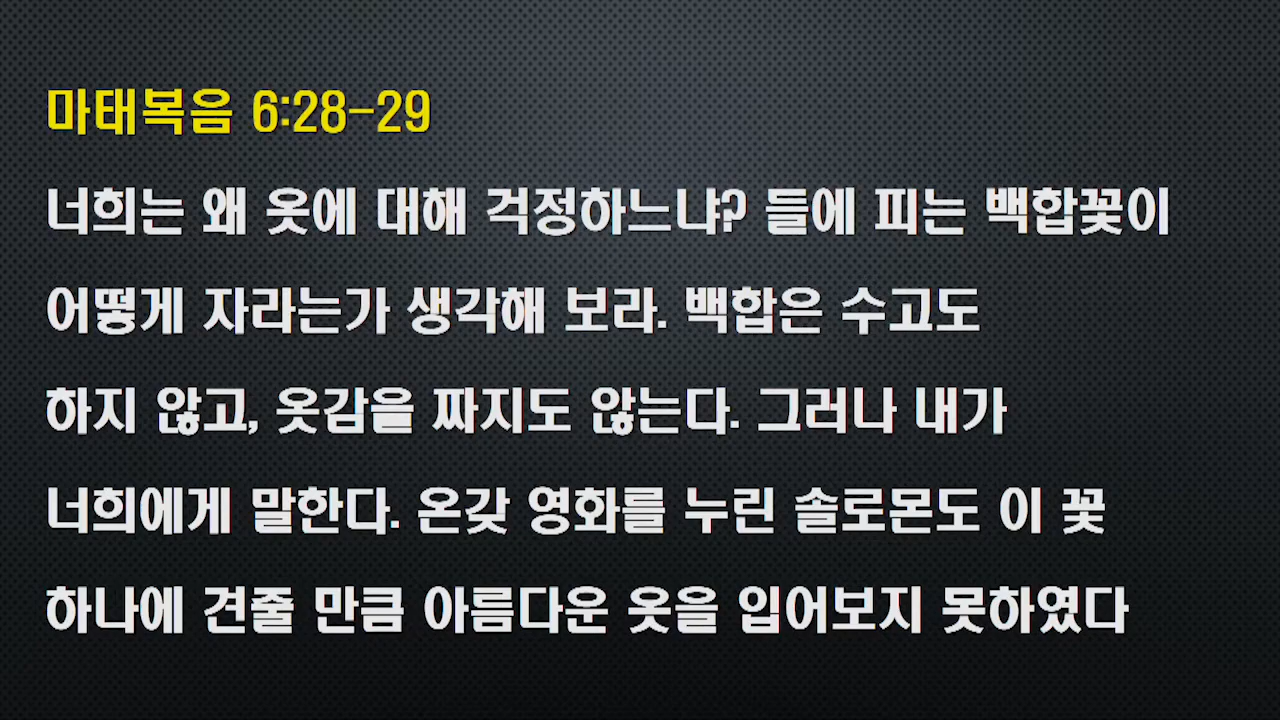 마태복음 6:28-29
너희는 왜 옷에 대해 걱정하느냐? 들에 피는 백합꽃이
어떻게 자라는가 생각해 보라. 백합은 수고도
하지 않고, 옷감을 짜지도 않는다. 그러나 내가
너희에게 말한다. 온갖 영화를 누린 솔로몬도 이 꽃
하나에 견줄 만큼 아름다운 옷을 입어보지 못하였다